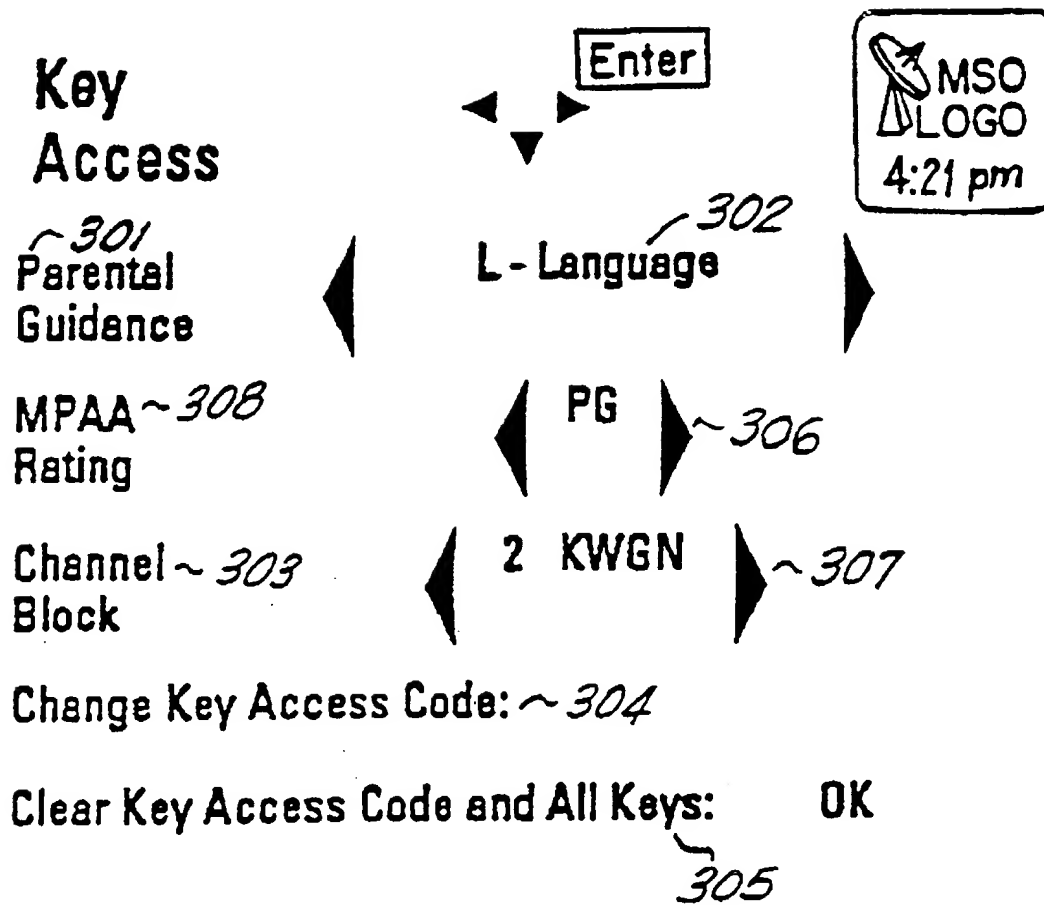 Key
Access
Enter
MSO
LOGO
4:21 pm
301
Parental
Guidance
302
L - Language
MPAA ~308
Rating
PG
~306
Channel ~303
Block
2 KWGN
~307
Change Key Access Code: ~304
Clear Key Access Code and All Keys: OK
305